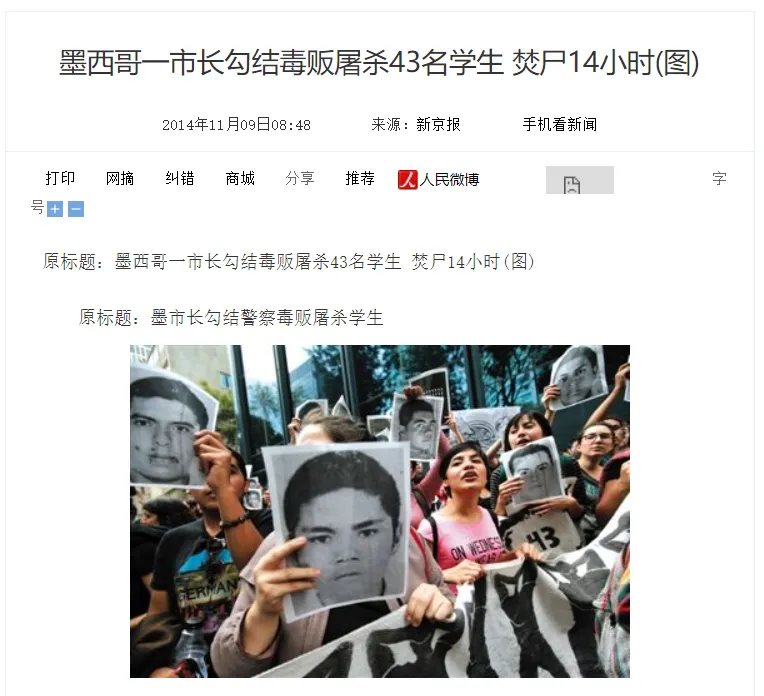 墨西哥一市长勾结毒贩屠杀43名学生 焚尸14小时(图)
2014年11月09日08:48 来源：新京报 手机看新闻
打印 网摘 纠错 商城 分享 推荐 人民微博 字
号
原标题：墨西哥一市长勾结毒贩屠杀43名学生 焚尸14小时(图)
原标题：墨市长勾结警察毒贩屠杀学生
GERMAN
ON WEDNES
43